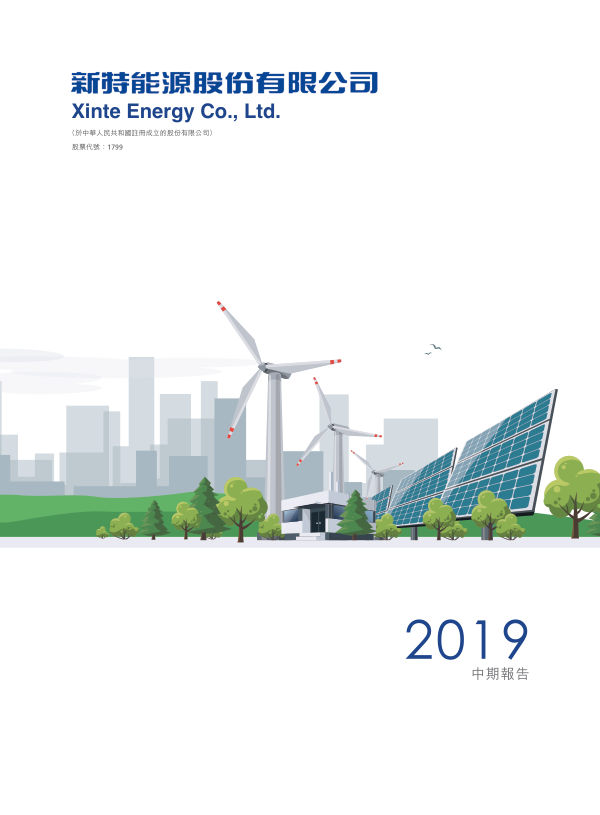 新特能源股份有限公司
Xinte Energy Co., Ltd.
（於中華人民共和國註冊成立的股份有限公司）
股票代號：1799
2019
中期報告